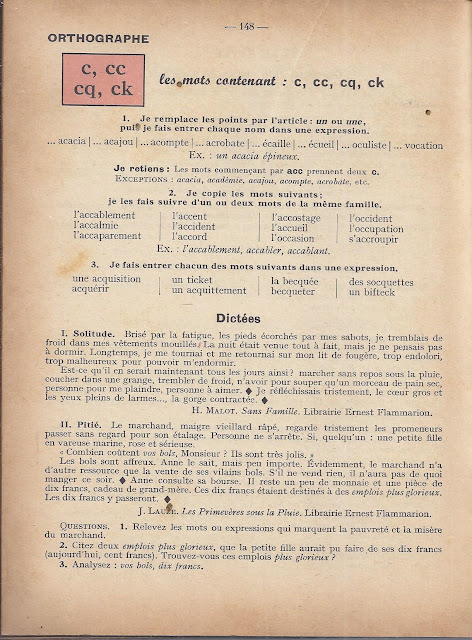 — 148 —
ORTHOGRAPHE
c, cc
cq, ck
les mots contenant : c, cc, cq, ck
1. Je remplace les points par l'article : un ou une,
puis je fais entrer chaque nom dans une expression.
... acacia | ... acajou | ... acompte | ... acrobate | ... écaille | ... écueil | ... oculiste | ... vocation
Ex. : un acacia épineux.
Je retiens : Les mots commençant par acc prennent deux c.
EXCEPTIONS : acacia, académie, acajou, acompte, acrobate, etc.
2. Je copie les mots suivants ;
je les fais suivre d'un ou deux mots de la même famille.
l'accablement | l'accent | l'accostage | l'occident
l'accalmie | l'accident | l'accueil | l'occupation
l'accaparement | l'accord | l'occasion | s'accroupir
Ex. : l'accablement, accabler, accablant.
3. Je fais entrer chacun des mots suivants dans une expression.
une acquisition | un ticket | la becquée | des socquettes
acquérir | un acquittement | becqueter | un bifteck
Dictées
I. Solitude. Brisé par la fatigue, les pieds écorchés par mes sabots, je tremblais de
froid dans mes vêtements mouillés. La nuit était venue tout à fait, mais je ne pensais pas
à dormir. Longtemps, je me tournai et me retournai sur mon lit de fougère, trop endolori,
trop malheureux pour pouvoir m'endormir.
Est-ce qu'il en serait maintenant tous les jours ainsi ? marcher sans repos sous la pluie,
coucher dans une grange, trembler de froid, n'avoir pour souper qu'un morceau de pain sec,
personne pour me plaindre, personne à aimer. ◆ Je réfléchissais tristement, le cœur gros et
les yeux pleins de larmes..., la gorge contractée. ◆
H. MALOT. Sans Famille. Librairie Ernest Flammarion.
II. Pitié. Le marchand, maigre vieillard râpé, regarde tristement les promeneurs
passer sans regard pour son étalage. Personne ne s'arrête. Si, quelqu'un : une petite fille
en vareuse marine, rose et sérieuse.
« Combien coûtent vos bols, Monsieur ? Ils sont très jolis. »
Les bols sont affreux. Anne le sait, mais peu importe. Évidemment, le marchand n'a
d'autre ressource que la vente de ses vilains bols. S'il ne vend rien, il n'aura pas de quoi
manger ce soir. ◆ Anne consulte sa bourse. Il reste un peu de monnaie et une pièce de
dix francs, cadeau de grand-mère. Ces dix francs étaient destinés à des emplois plus glorieux.
Les dix francs y passeront. ◆
J. LAUZE. Les Primevères sous la Pluie. Librairie Ernest Flammarion.
QUESTIONS. 1. Relevez les mots ou expressions qui marquent la pauvreté et la misère
du marchand.
2. Citez deux emplois plus glorieux, que la petite fille aurait pu faire de ses dix francs
(aujourd'hui, cent francs). Trouvez-vous ces emplois plus glorieux ?
3. Analysez : vos bols, dix francs.